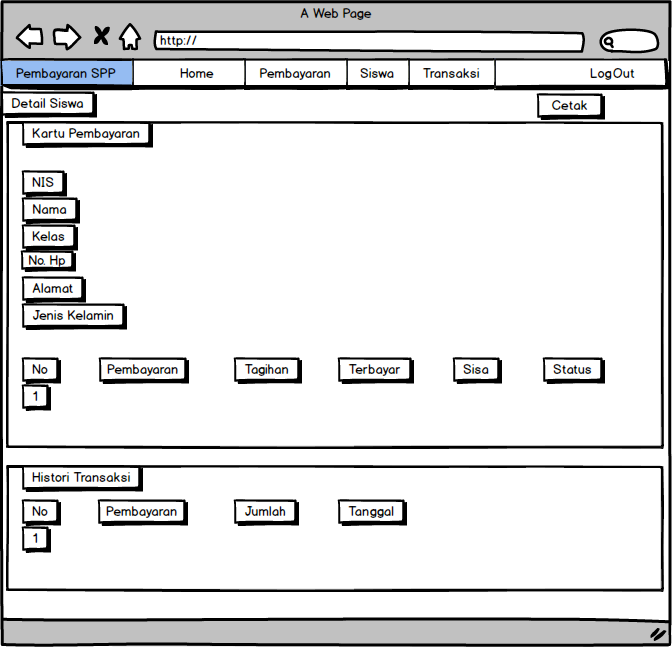 A Web Page
http://
Pembayaran SPP Home Pembayaran Siswa Transaksi LogOut
Detail Siswa Cetak
Kartu Pembayaran
NIS
Nama
Kelas
No. Hp
Alamat
Jenis Kelamin
No Pembayaran Tagihan Terbayar Sisa Status
1
Histori Transaksi
No Pembayaran Jumlah Tanggal
1